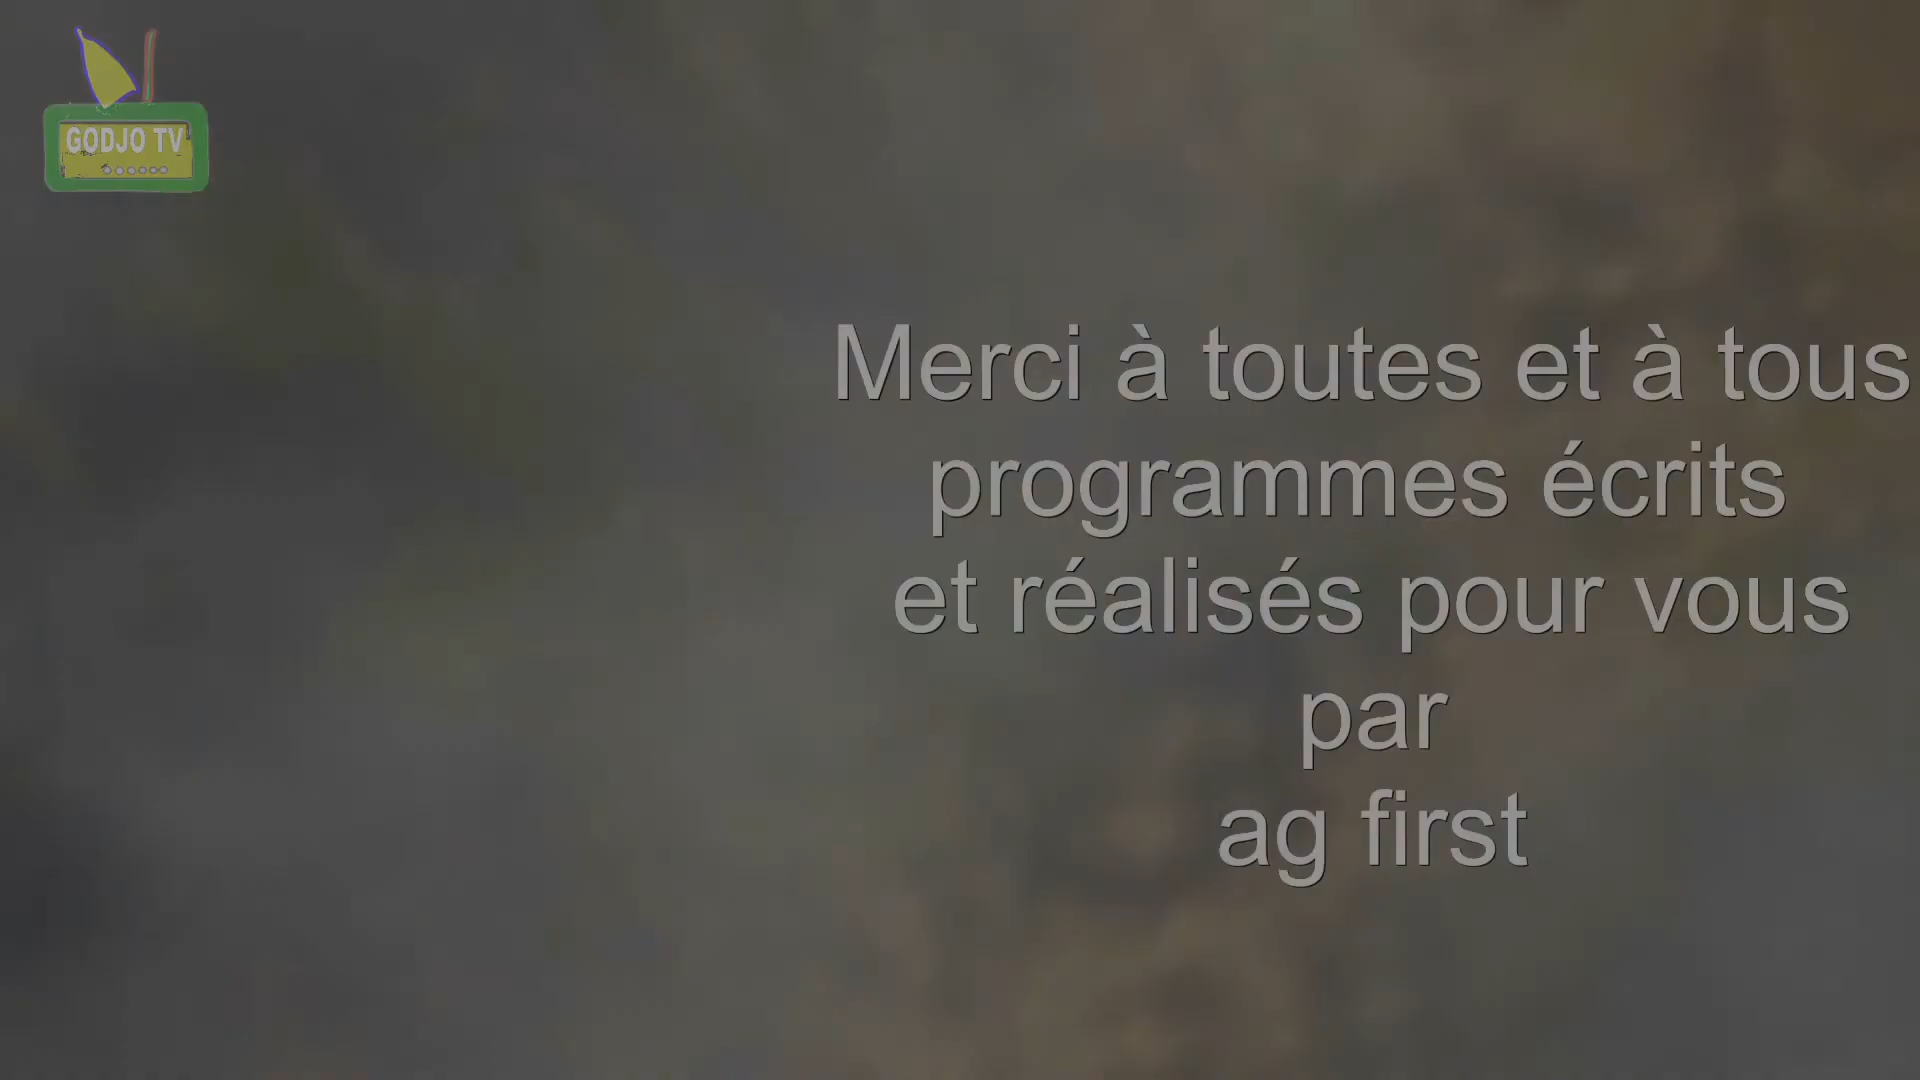 GODJO TV
Merci à toutes et à tous
programmes écrits
et réalisés pour vous
par
ag first